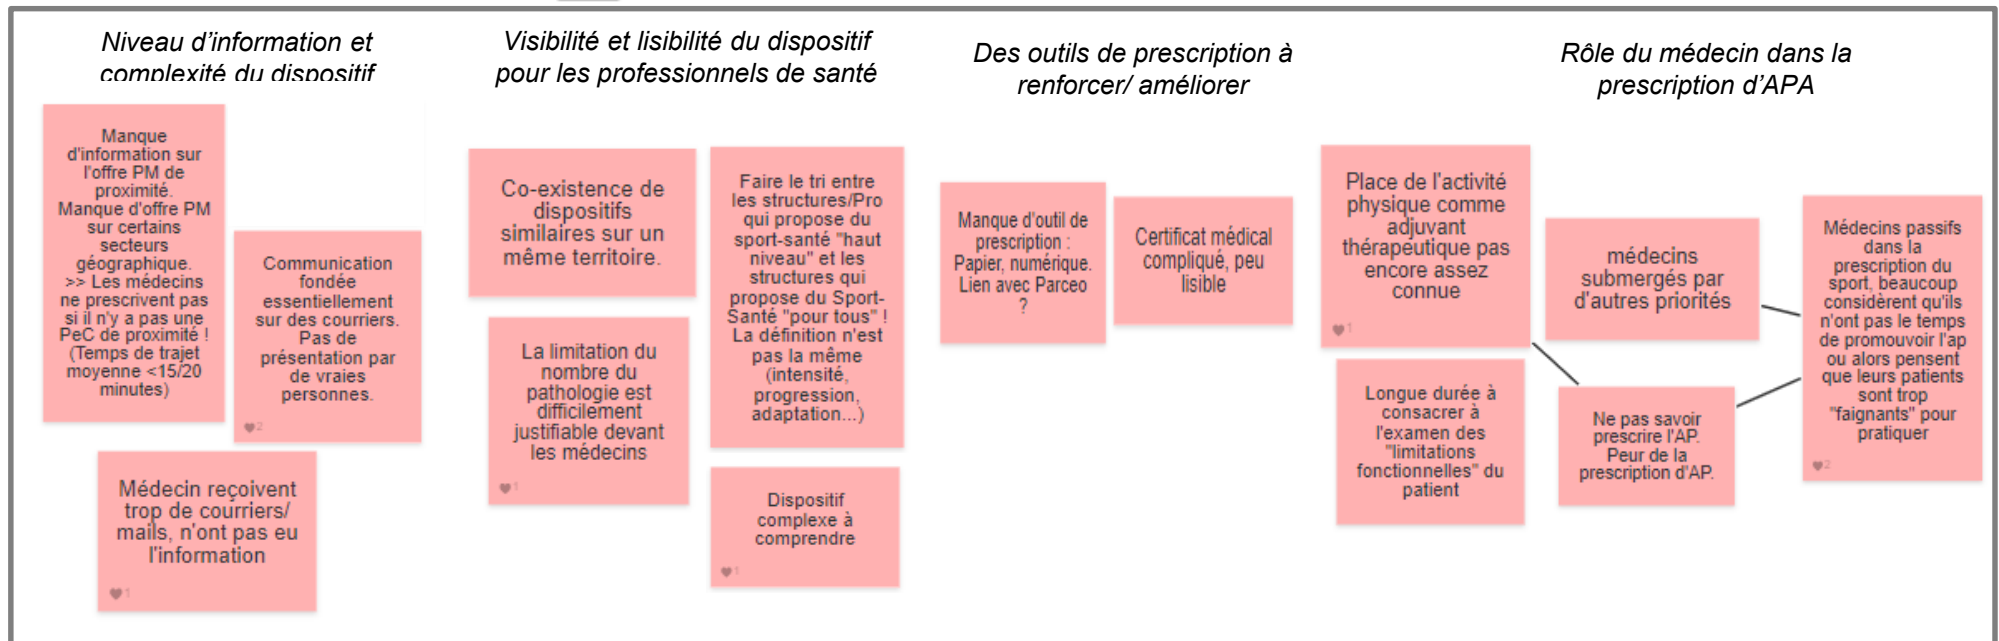 Niveau d'information et
complexité du dispositif
Manque
d'information sur
l'offre PM de
proximité.
Manque d'offre PM
sur certains
secteurs
géographique.
>> Les médecins
ne prescrivent pas
si il n'y a pas une
PeC de proximité !
(Temps de trajet
moyenne <15/20
minutes)
Communication
fondée
essentiellement
sur des courriers.
Pas de
présentation par
de vraies
personnes.
2
Médecin reçoivent
trop de courriers/
mails, n'ont pas eu
l'information
1
Visibilité et lisibilité du dispositif
pour les professionnels de santé
Co-existence de
dispositifs
similaires sur un
même territoire.
La limitation du
nombre du
pathologie est
difficilement
justifiable devant
les médecins
1
Faire le tri entre
les structures/Pro
qui propose du
sport-santé "haut
niveau" et les
structures qui
propose du Sport-
Santé "pour tous" !
La définition n'est
pas la même
(intensité,
progression,
adaptation...)
Dispositif
complexe à
comprendre
1
Des outils de prescription à
renforcer/ améliorer
Manque d'outil de
prescription :
Papier, numérique.
Lien avec Parceo
?
Certificat médical
compliqué, peu
lisible
Rôle du médecin dans la
prescription d'APA
Place de l'activité
physique comme
adjuvant
thérapeutique pas
encore assez
connue
1
Longue durée à
consacrer à
l'examen des
"limitations
fonctionnelles" du
patient
médecins
submergés par
d'autres priorités
Ne pas savoir
prescrire l'AP.
Peur de la
prescription d'AP.
Médecins passifs
dans la
prescription du
sport, beaucoup
considèrent qu'ils
n'ont pas le temps
de promouvoir l'ap
ou alors pensent
que leurs patients
sont trop
"faignants" pour
pratiquer
2